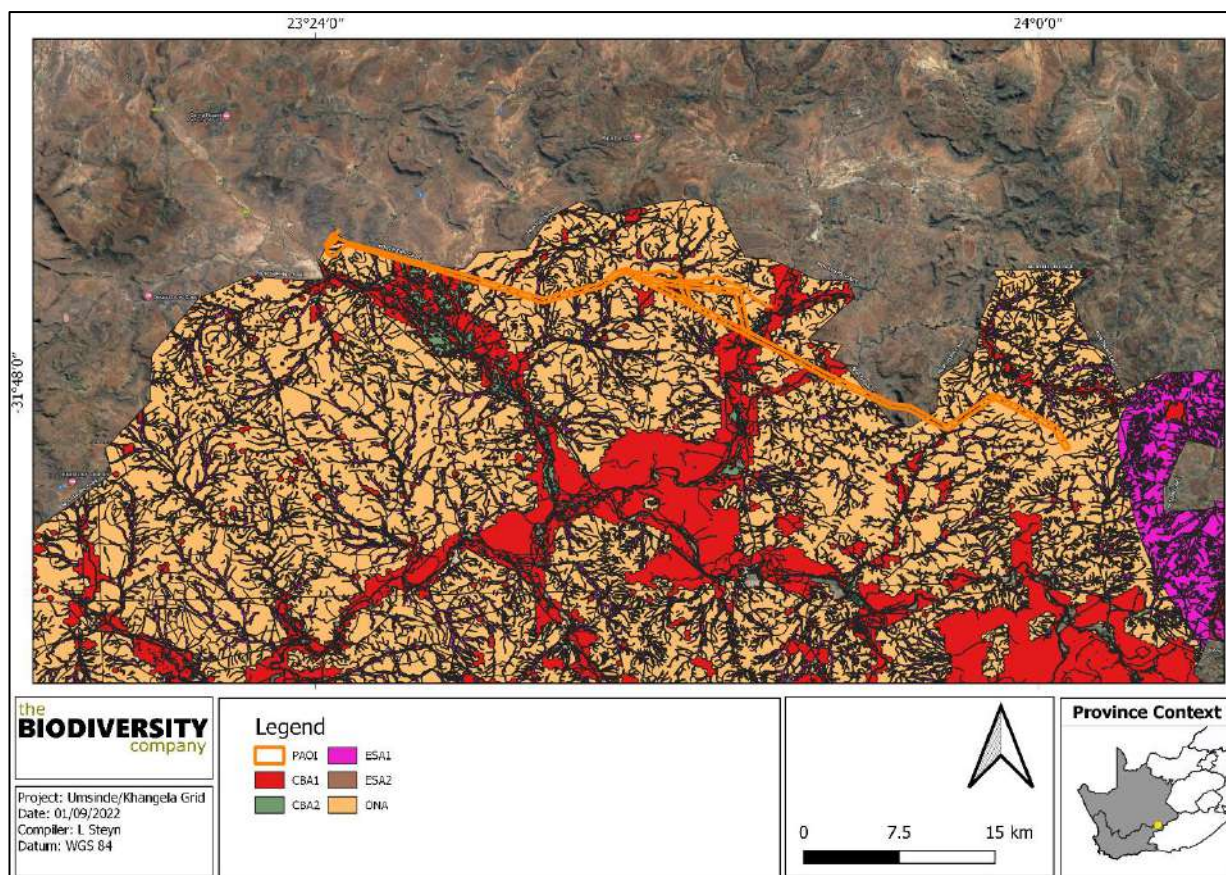 23°24′0″
24°0′0″
-31°48′0″
the
BIODIVERSITY
company
Project: Umsinde/Khangela Grid
Date: 01/09/2022
Compiler: L Steyn
Datum: WGS 84
Legend
PAOI
ESA1
CBA1
ESA2
CBA2
ONA
0 7.5 15 km
Province Context